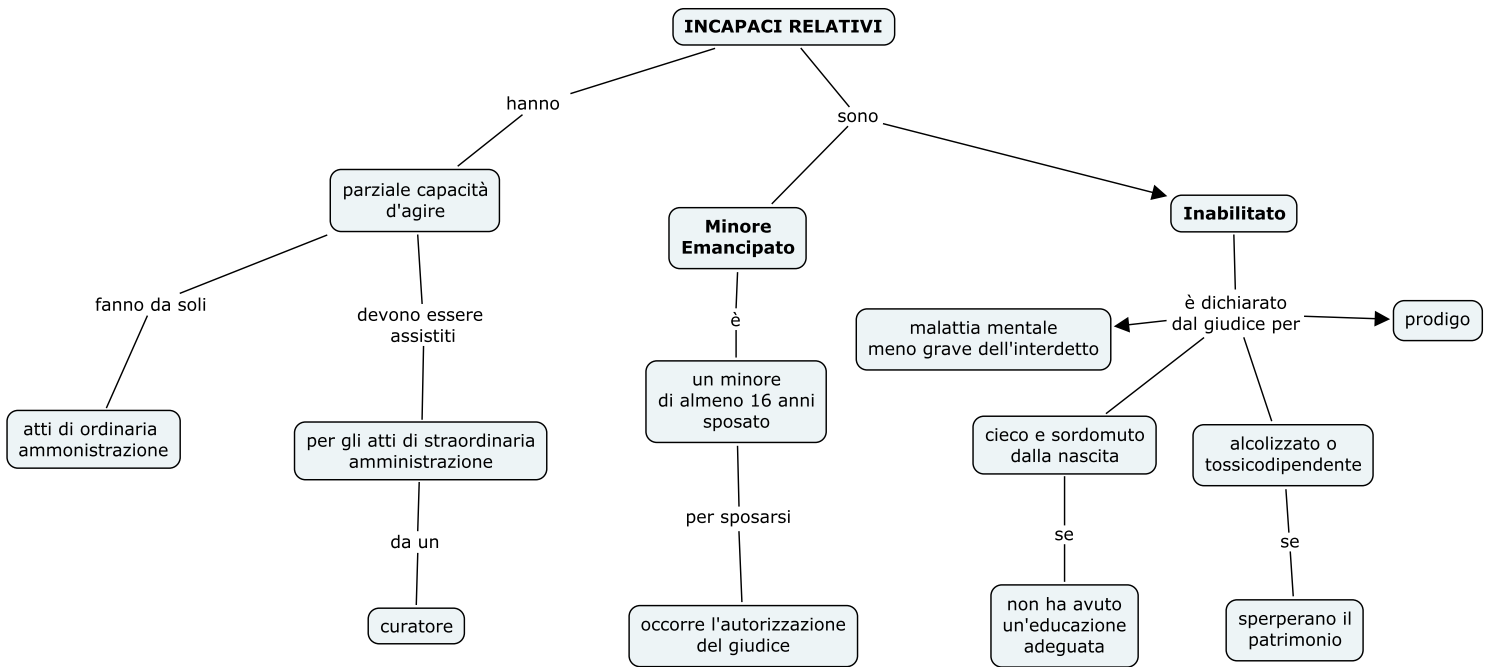 INCAPACI RELATIVI
hanno
sono
parziale capacità
d'agire
Minore
Emancipato
Inabilitato
fanno da soli
devono essere
assistiti
è
è dichiarato
dal giudice per
malattia mentale
meno grave dell'interdetto
prodigo
atti di ordinaria
ammonistrazione
per gli atti di straordinaria
amministrazione
un minore
di almeno 16 anni
sposato
cieco e sordomuto
dalla nascita
alcolizzato o
tossicodipendente
da un
per sposarsi
se
se
curatore
occorre l'autorizzazione
del giudice
non ha avuto
un'educazione
adeguata
sperperano il
patrimonio